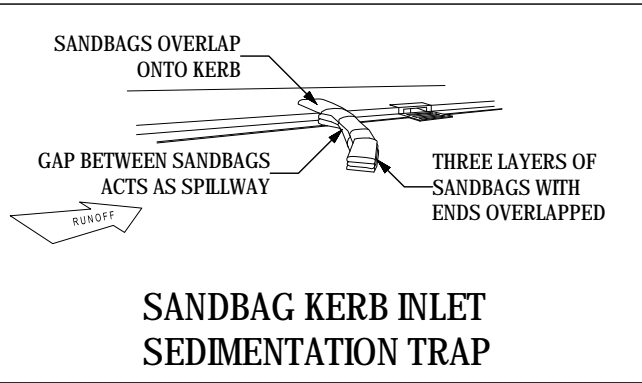 SANDBAGS OVERLAP
ONTO KERB
GAP BETWEEN SANDBAGS
ACTS AS SPILLWAY
THREE LAYERS OF
SANDBAGS WITH
ENDS OVERLAPPED
RUNOFF
SANDBAG KERB INLET
SEDIMENTATION TRAP